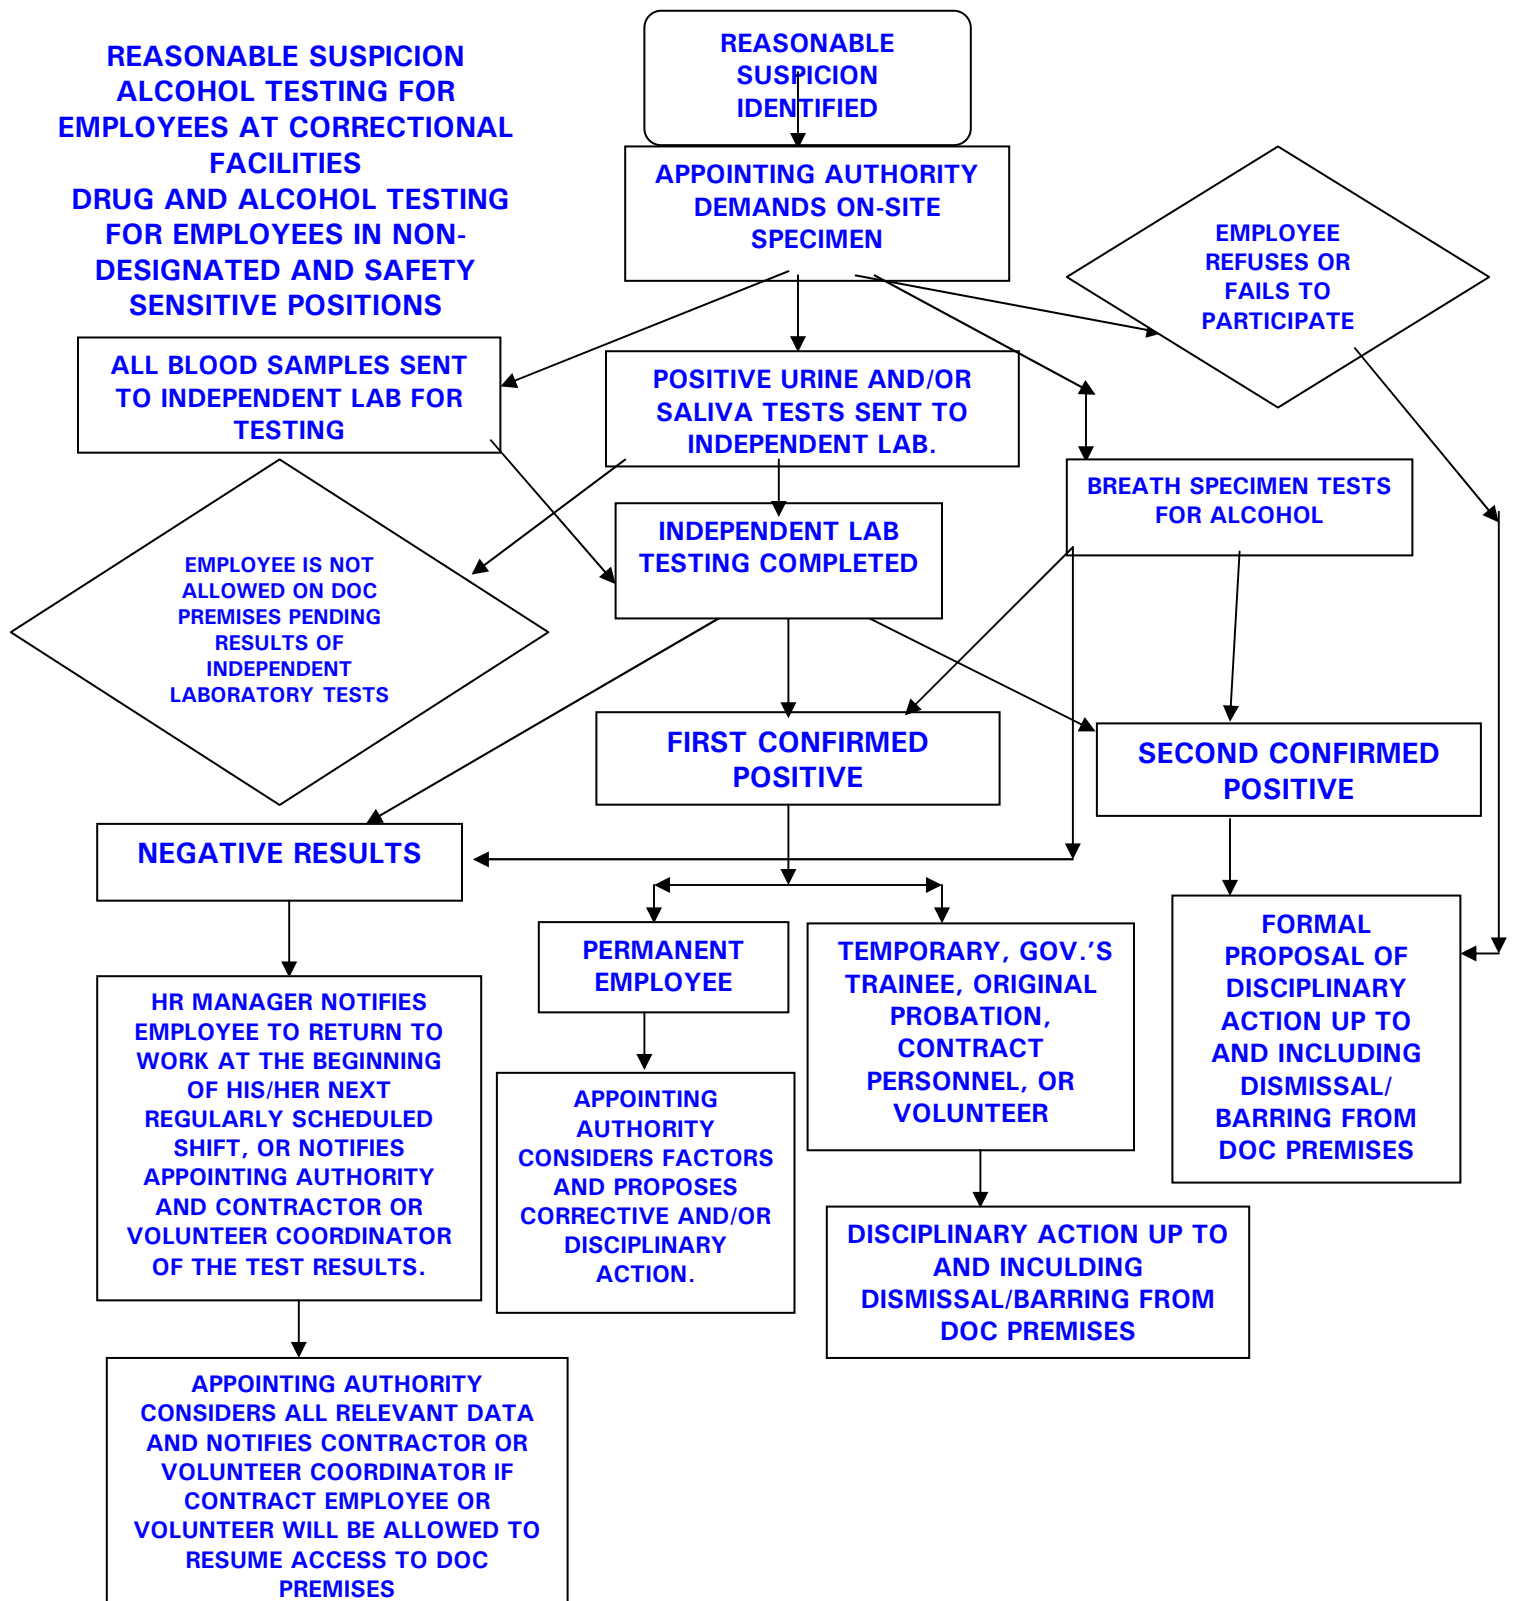 REASONABLE SUSPICION
ALCOHOL TESTING FOR
EMPLOYEES AT CORRECTIONAL
FACILITIES
DRUG AND ALCOHOL TESTING
FOR EMPLOYEES IN NON-
DESIGNATED AND SAFETY
SENSITIVE POSITIONS
REASONABLE
SUSPICION
IDENTIFIED
APPOINTING AUTHORITY
DEMANDS ON-SITE
SPECIMEN
EMPLOYEE
REFUSES OR
FAILS TO
PARTICIPATE
ALL BLOOD SAMPLES SENT
TO INDEPENDENT LAB FOR
TESTING
POSITIVE URINE AND/OR
SALIVA TESTS SENT TO
INDEPENDENT LAB.
BREATH SPECIMEN TESTS
FOR ALCOHOL
EMPLOYEE IS NOT
ALLOWED ON DOC
PREMISES PENDING
RESULTS OF
INDEPENDENT
LABORATORY TESTS
INDEPENDENT LAB
TESTING COMPLETED
FIRST CONFIRMED
POSITIVE
SECOND CONFIRMED
POSITIVE
NEGATIVE RESULTS
PERMANENT
EMPLOYEE
TEMPORARY, GOV.'S
TRAINEE, ORIGINAL
PROBATION,
CONTRACT
PERSONNEL, OR
VOLUNTEER
FORMAL
PROPOSAL OF
DISCIPLINARY
ACTION UP TO
AND INCLUDING
DISMISSAL/
BARRING FROM
DOC PREMISES
HR MANAGER NOTIFIES
EMPLOYEE TO RETURN TO
WORK AT THE BEGINNING
OF HIS/HER NEXT
REGULARLY SCHEDULED
SHIFT, OR NOTIFIES
APPOINTING AUTHORITY
AND CONTRACTOR OR
VOLUNTEER COORDINATOR
OF THE TEST RESULTS.
APPOINTING
AUTHORITY
CONSIDERS FACTORS
AND PROPOSES
CORRECTIVE AND/OR
DISCIPLINARY
ACTION.
DISCIPLINARY ACTION UP TO
AND INCULDING
DISMISSAL/BARRING FROM
DOC PREMISES
APPOINTING AUTHORITY
CONSIDERS ALL RELEVANT DATA
AND NOTIFIES CONTRACTOR OR
VOLUNTEER COORDINATOR IF
CONTRACT EMPLOYEE OR
VOLUNTEER WILL BE ALLOWED TO
RESUME ACCESS TO DOC
PREMISES